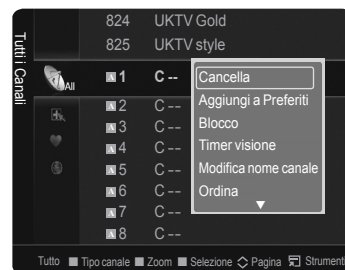 Tutti i Canali
824 UKTV Gold
825 UKTV style
All
A 1 C --
A 2 C --
A 3 C --
A 4 C --
A 5 C --
A 6 C --
A 7 C --
A 8 C --
Cancella
Aggiungi a Preferiti
Blocco
Timer visione
Modifica nome canale
Ordina
Tutto Tipo canale Zoom Selezione Pagina Strumenti